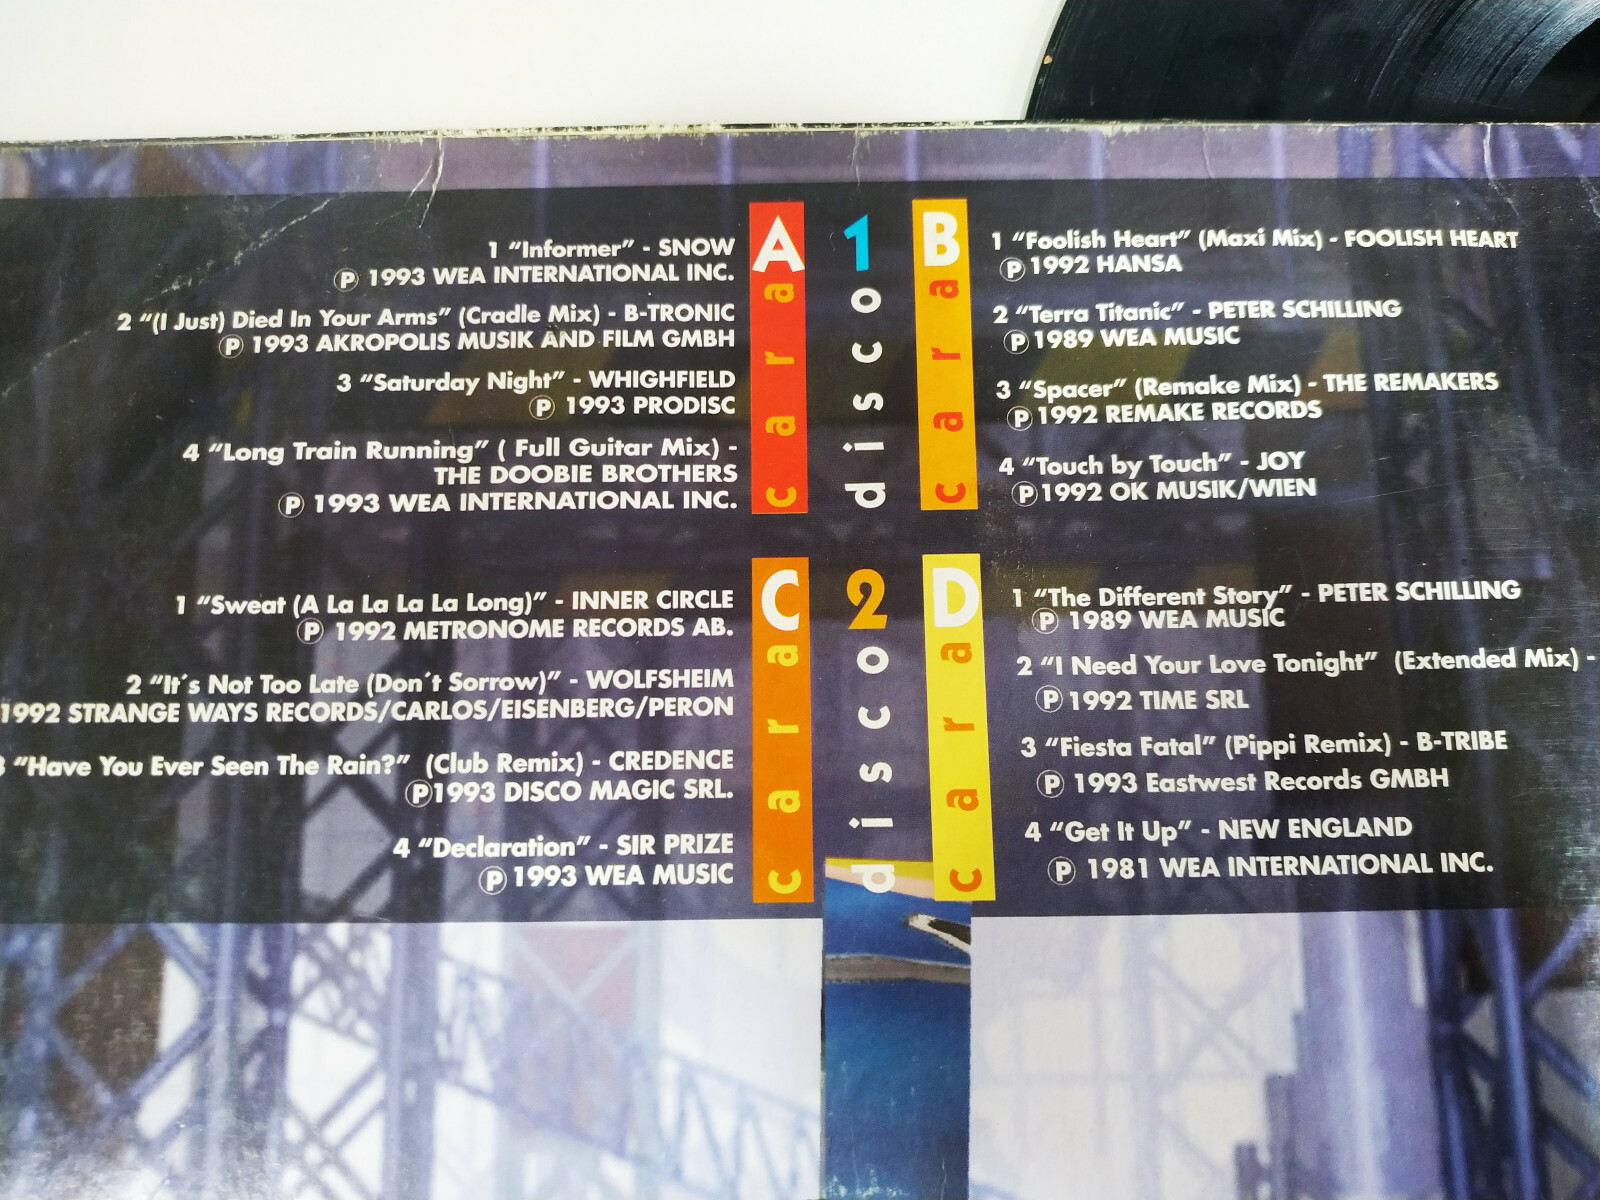 A
cara
1 "Informer" - SNOW
Ⓟ 1993 WEA INTERNATIONAL INC.
2 "(I Just) Died In Your Arms" (Cradle Mix) - B-TRONIC
Ⓟ 1993 AKROPOLIS MUSIK AND FILM GMBH
3 "Saturday Night" - WHIGHFIELD
Ⓟ 1993 PRODISC
4 "Long Train Running" ( Full Guitar Mix) -
THE DOOBIE BROTHERS
Ⓟ 1993 WEA INTERNATIONAL INC.
1
disco
B
cara
1 "Foolish Heart" (Maxi Mix) - FOOLISH HEART
Ⓟ 1992 HANSA
2 "Terra Titanic" - PETER SCHILLING
Ⓟ 1989 WEA MUSIC
3 "Spacer" (Remake Mix) - THE REMAKERS
Ⓟ 1992 REMAKE RECORDS
4 "Touch by Touch" - JOY
Ⓟ 1992 OK MUSIK/WIEN
C
cara
1 "Sweat (A La La La La Long)" - INNER CIRCLE
Ⓟ 1992 METRONOME RECORDS AB.
2 "It´s Not Too Late (Don´t Sorrow)" - WOLFSHEIM
1992 STRANGE WAYS RECORDS/CARLOS/EISENBERG/PERON
3 "Have You Ever Seen The Rain?" (Club Remix) - CREDENCE
Ⓟ 1993 DISCO MAGIC SRL.
4 "Declaration" - SIR PRIZE
Ⓟ 1993 WEA MUSIC
2
disco
D
cara
1 "The Different Story" - PETER SCHILLING
Ⓟ 1989 WEA MUSIC
2 "I Need Your Love Tonight" (Extended Mix) -
Ⓟ 1992 TIME SRL
3 "Fiesta Fatal" (Pippi Remix) - B-TRIBE
Ⓟ 1993 Eastwest Records GMBH
4 "Get It Up" - NEW ENGLAND
Ⓟ 1981 WEA INTERNATIONAL INC.